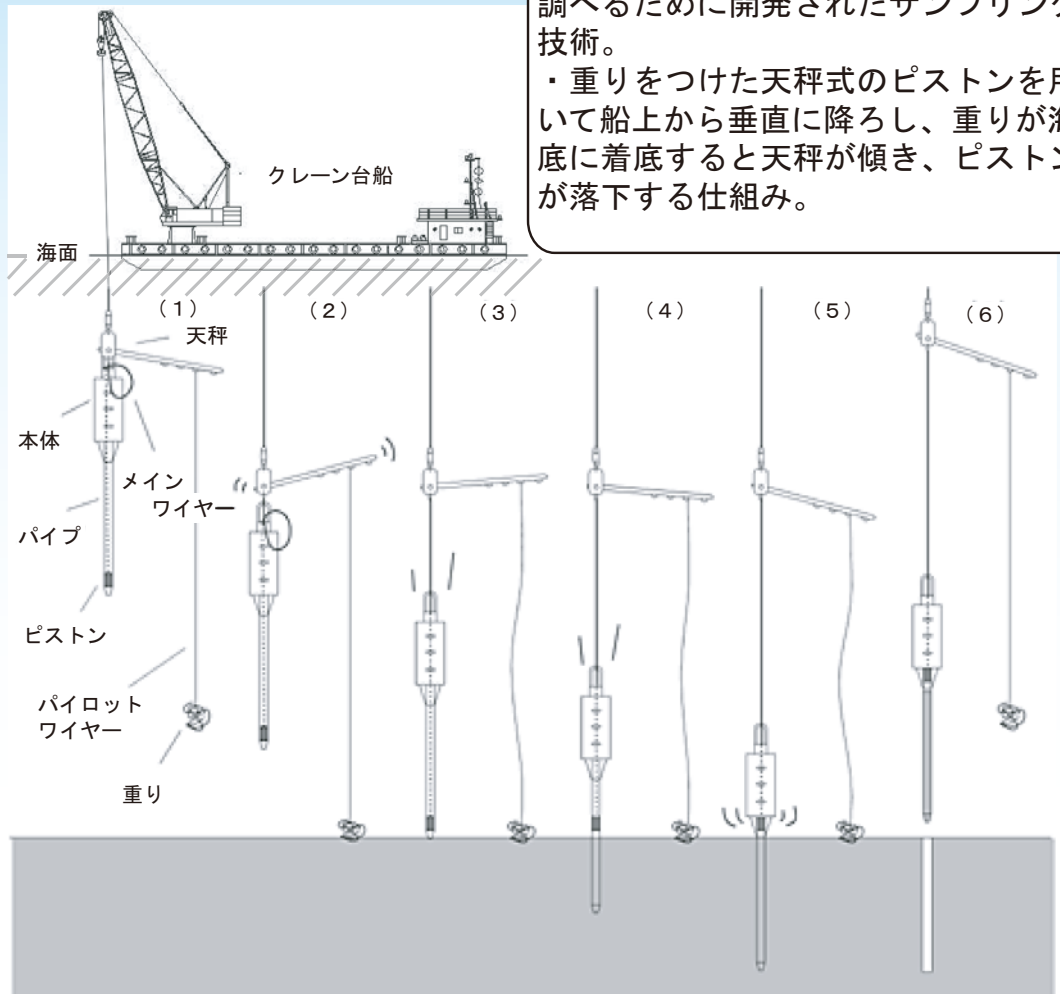 調べるために開発されたサンプリング
技術。
・重りをつけた天秤式のピストンを用
いて船上から垂直に降ろし、重りが海
底に着底すると天秤が傾き、ピストン
が落下する仕組み。
クレーン台船
海面
(1)
(2)
(3)
(4)
(5)
(6)
天秤
本体
メイン
ワイヤー
パイプ
ピストン
パイロット
ワイヤー
重り